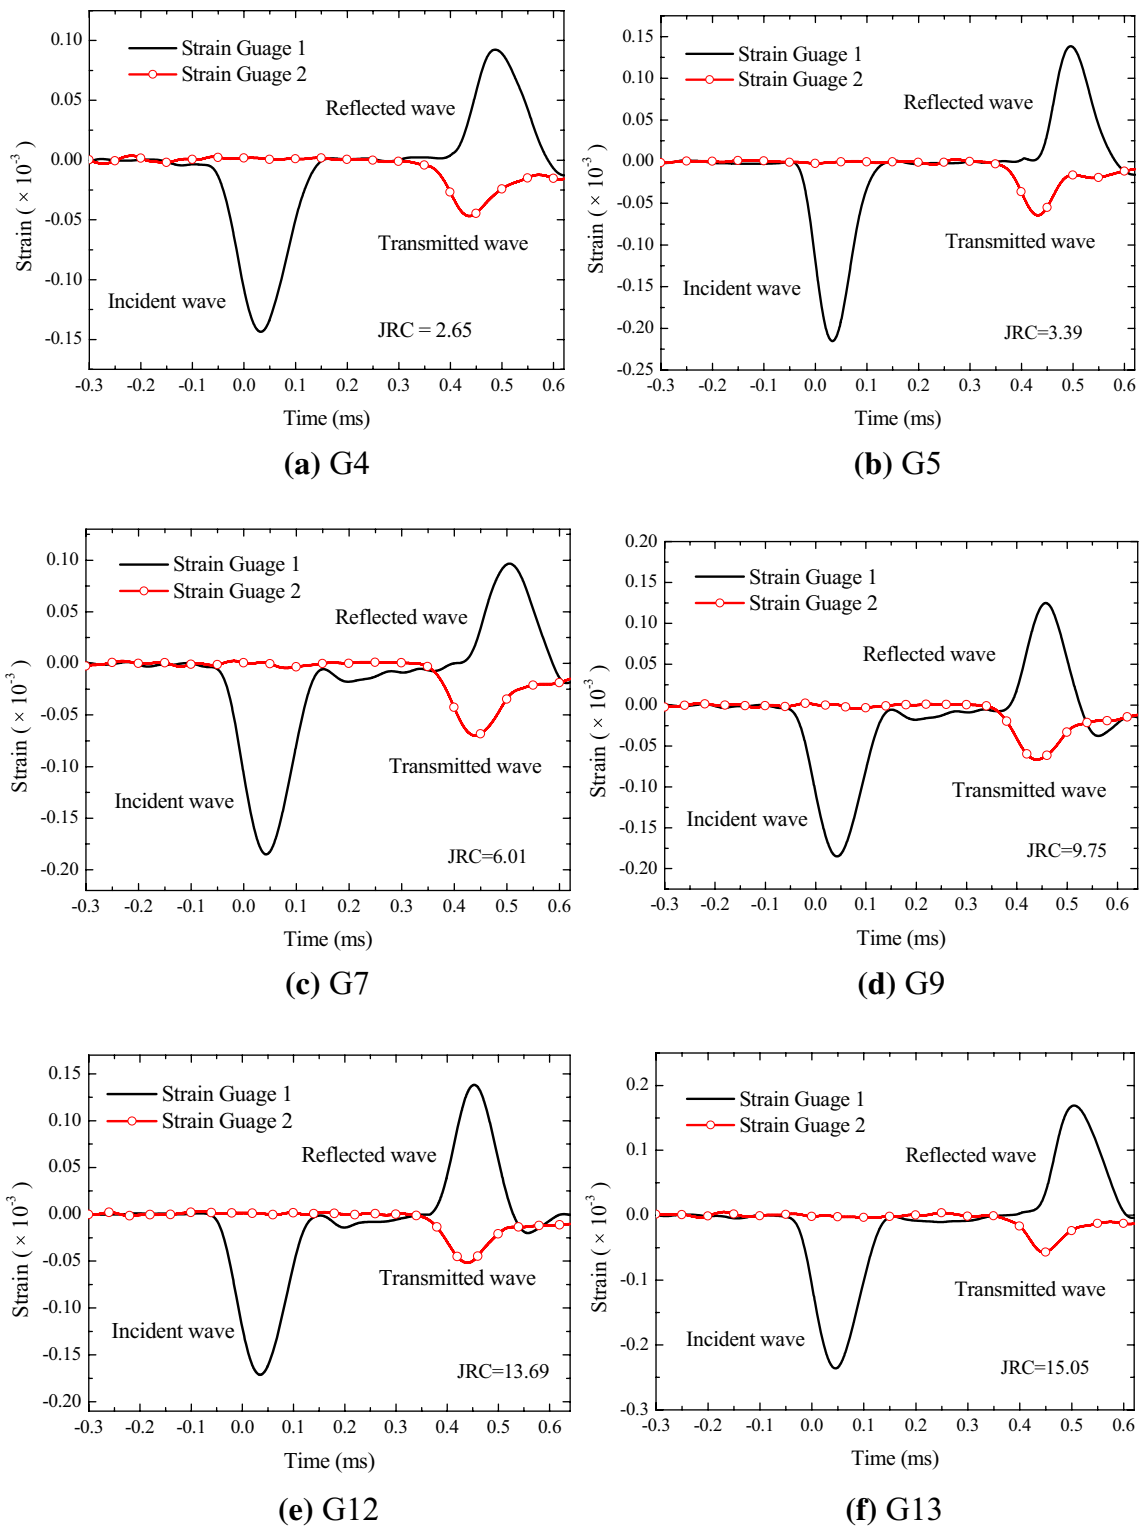 0.10
0.05
0.00
-0.05
-0.10
-0.15
Strain ( × 10⁻³ )
Strain Guage 1
Strain Guage 2
Reflected wave
Transmitted wave
Incident wave
JRC = 2.65
-0.3 -0.2 -0.1 0.0 0.1 0.2 0.3 0.4 0.5 0.6
Time (ms)
(a) G4
0.15
0.10
0.05
0.00
-0.05
-0.10
-0.15
-0.20
-0.25
Strain ( × 10⁻³ )
Strain Guage 1
Strain Guage 2
Reflected wave
Transmitted wave
Incident wave
JRC=3.39
-0.3 -0.2 -0.1 0.0 0.1 0.2 0.3 0.4 0.5 0.6
Time (ms)
(b) G5
0.10
0.05
0.00
-0.05
-0.10
-0.15
-0.20
Strain ( × 10⁻³ )
Strain Guage 1
Strain Guage 2
Reflected wave
Transmitted wave
Incident wave
JRC=6.01
-0.3 -0.2 -0.1 0.0 0.1 0.2 0.3 0.4 0.5 0.6
Time (ms)
(c) G7
0.20
0.15
0.10
0.05
0.00
-0.05
-0.10
-0.15
-0.20
Strain ( × 10⁻³ )
Strain Guage 1
Strain Guage 2
Reflected wave
Transmitted wave
Incident wave
JRC=9.75
-0.3 -0.2 -0.1 0.0 0.1 0.2 0.3 0.4 0.5 0.6
Time (ms)
(d) G9
0.15
0.10
0.05
0.00
-0.05
-0.10
-0.15
-0.20
Strain ( × 10⁻³ )
Strain Guage 1
Strain Guage 2
Reflected wave
Transmitted wave
Incident wave
JRC=13.69
-0.3 -0.2 -0.1 0.0 0.1 0.2 0.3 0.4 0.5 0.6
Time (ms)
(e) G12
0.2
0.1
0.0
-0.1
-0.2
-0.3
Strain ( × 10⁻³ )
Strain Guage 1
Strain Guage 2
Reflected wave
Transmitted wave
Incident wave
JRC=15.05
-0.3 -0.2 -0.1 0.0 0.1 0.2 0.3 0.4 0.5 0.6
Time (ms)
(f) G13